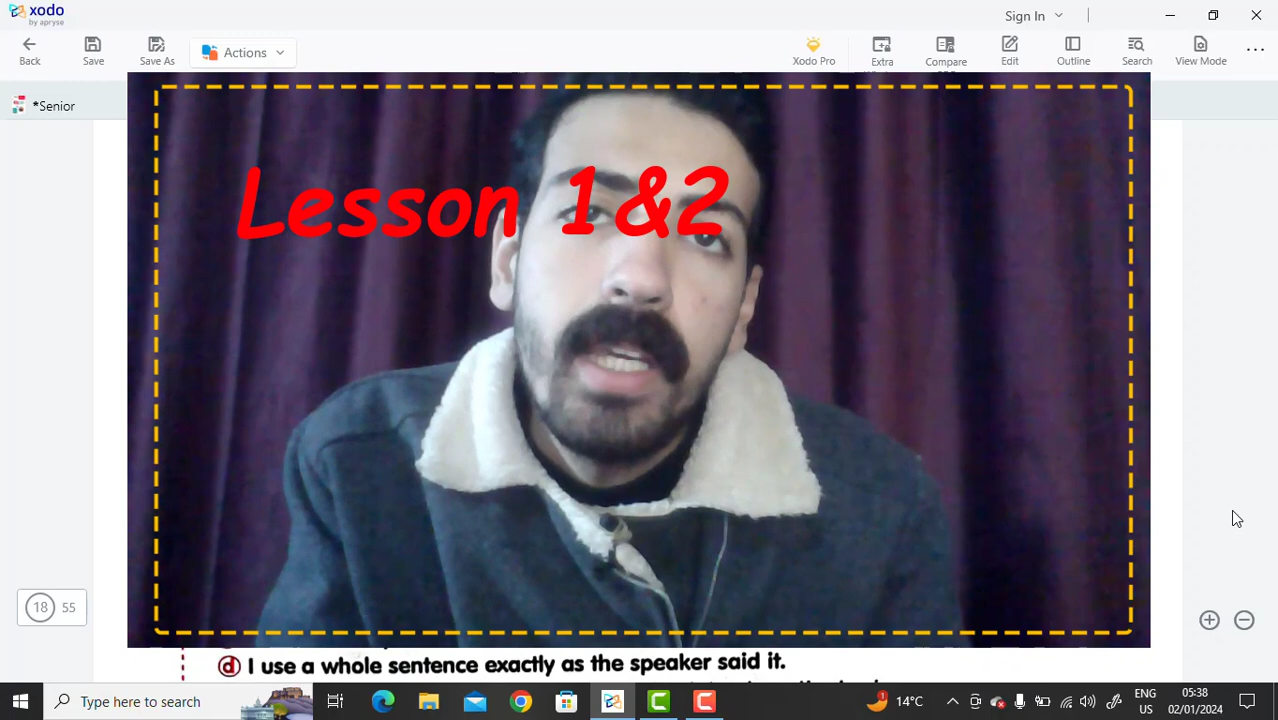 xodo
by apryse
Sign In
Back
Save
Save As
Actions
Xodo Pro
Extra
Compare
Edit
Outline
Search
View Mode
*Senior
Lesson 1&2
18 55
d I use a whole sentence exactly as the speaker said it.
Type here to search
1
14°C
ENG
US
05:38
02/01/2024